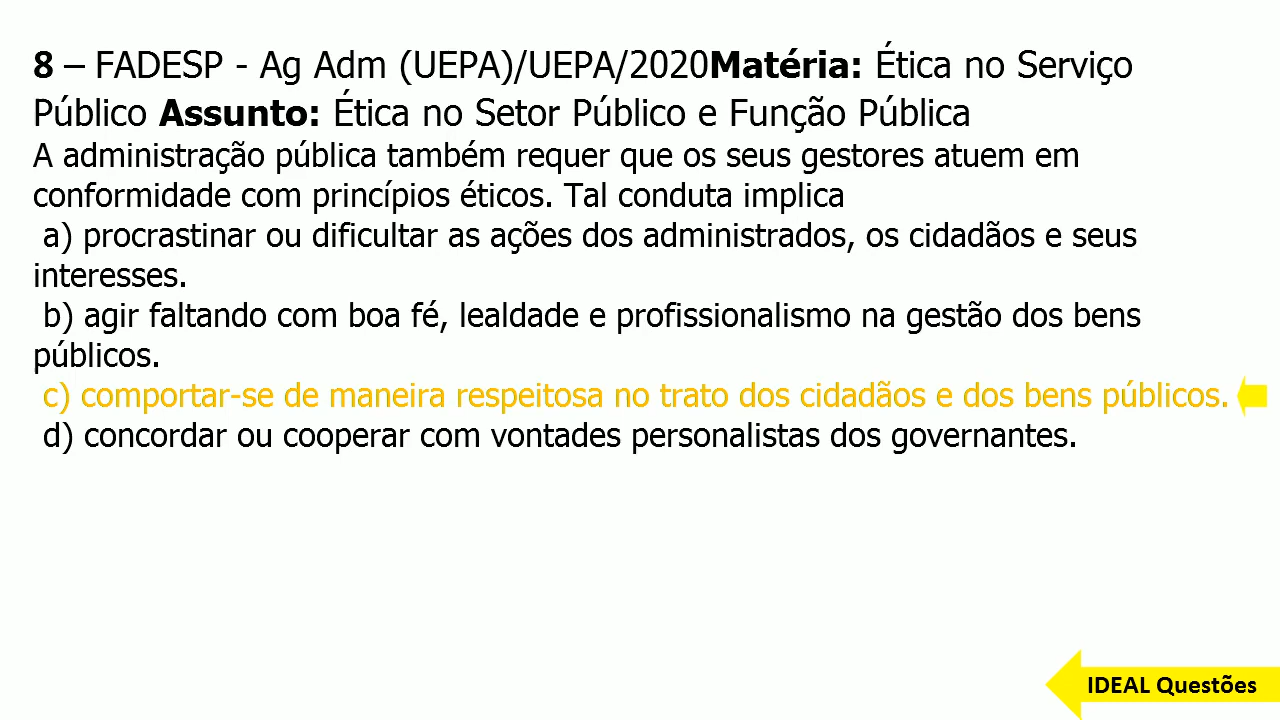 8 – FADESP - Ag Adm (UEPA)/UEPA/2020Matéria: Ética no Serviço
Público Assunto: Ética no Setor Público e Função Pública
A administração pública também requer que os seus gestores atuem em
conformidade com princípios éticos. Tal conduta implica
a) procrastinar ou dificultar as ações dos administrados, os cidadãos e seus
interesses.
b) agir faltando com boa fé, lealdade e profissionalismo na gestão dos bens
públicos.
c) comportar-se de maneira respeitosa no trato dos cidadãos e dos bens públicos.
d) concordar ou cooperar com vontades personalistas dos governantes.
IDEAL Questões